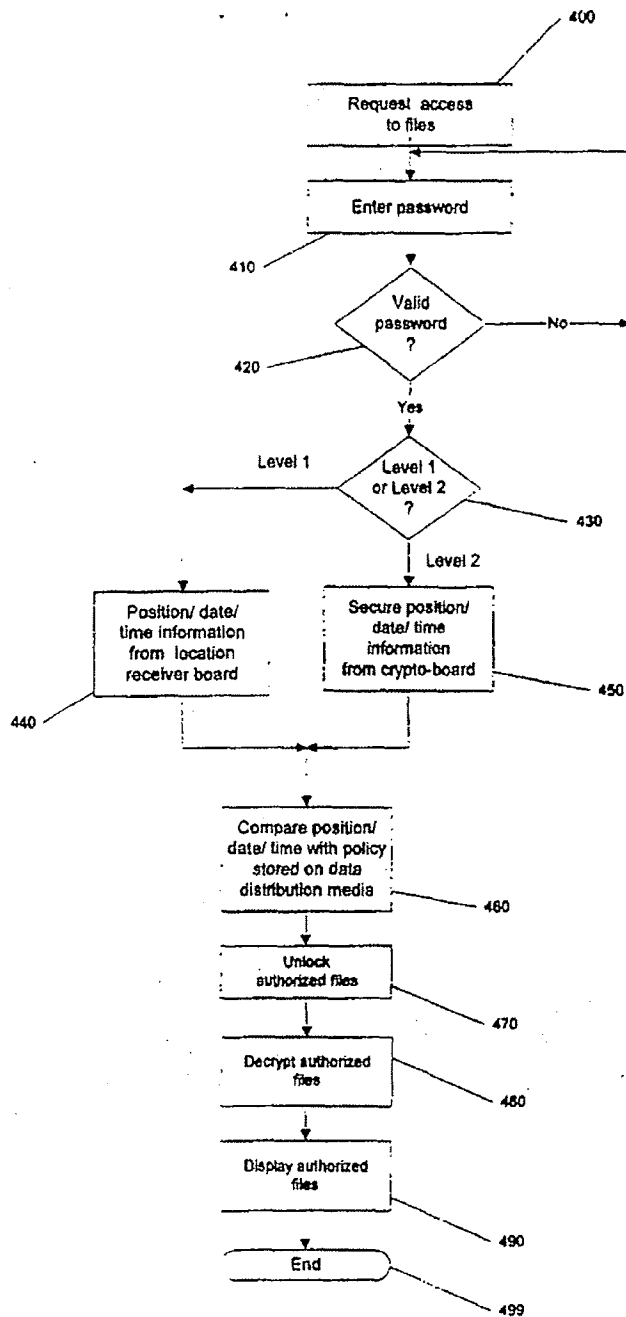 400
Request access
to files
Enter password
410
Valid
password
?
No
420
Yes
Level 1
Level 1
or Level 2
?
430
Level 2
Position/ date/
time information
from location
receiver board
440
Secure position/
date/ time
information
from crypto-board
450
Compare position/
date/ time with policy
stored on data
distribution media
460
Unlock
authorized files
470
Decrypt authorized
files
480
Display authorized
files
490
End
499